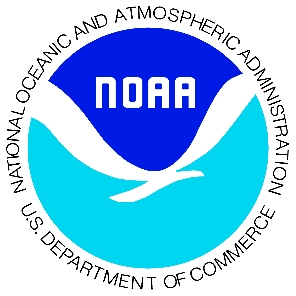 NATIONAL OCEANIC AND ATMOSPHERIC ADMINISTRATION
NOAA
U.S. DEPARTMENT OF COMMERCE